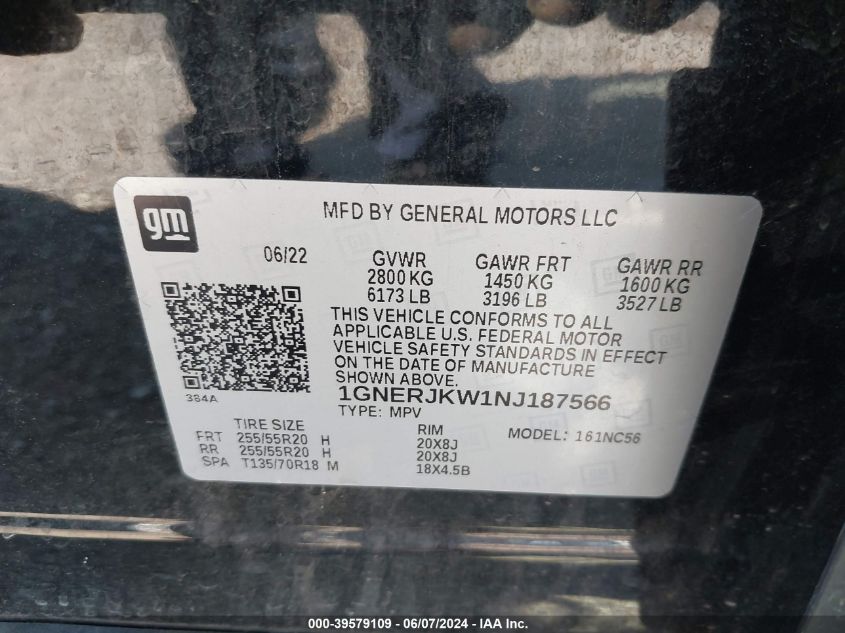 gm
MFD BY GENERAL MOTORS LLC
06/22 GVWR GAWR FRT GAWR RR
2800 KG 1450 KG 1600 KG
6173 LB 3196 LB 3527 LB
THIS VEHICLE CONFORMS TO ALL
APPLICABLE U.S. FEDERAL MOTOR
VEHICLE SAFETY STANDARDS IN EFFECT
ON THE DATE OF MANUFACTURE
SHOWN ABOVE.
384A
1GNERJKW1NJ187566
TYPE: MPV MODEL: 161NC56
TIRE SIZE RIM
FRT 255/55R20 H 20X8J
RR 255/55R20 H 20X8J
SPA T135/70R18 M 18X4.5B
000-39579109 - 06/07/2024 - IAA Inc.